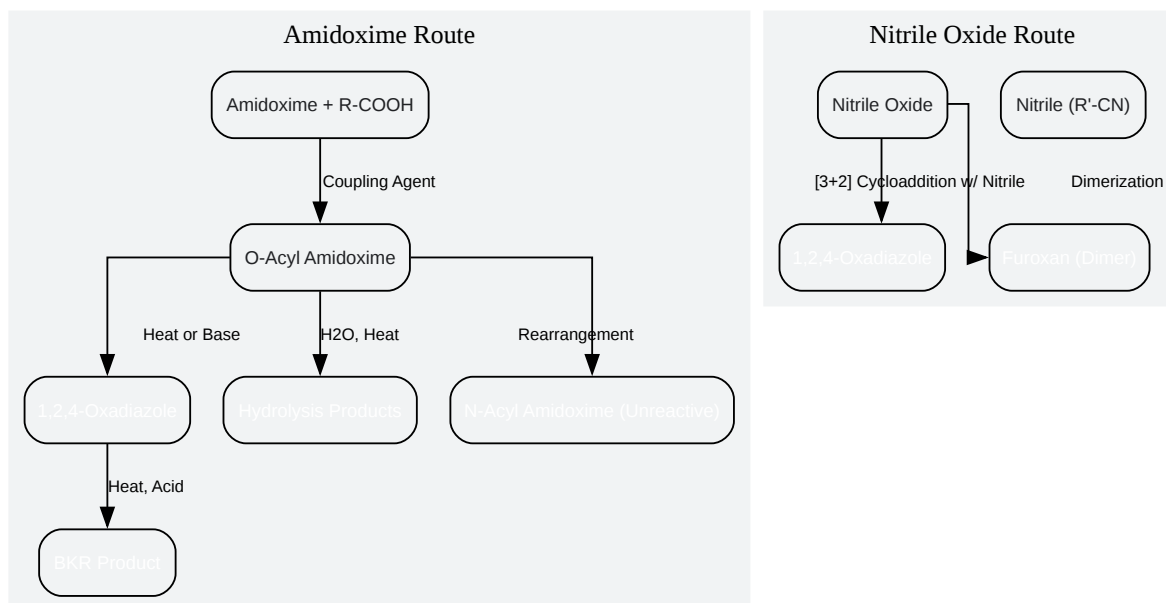 Amidoxime Route
Amidoxime + R-COOH
Coupling Agent
O-Acyl Amidoxime
Heat or Base
H2O, Heat
Rearrangement
1,2,4-Oxadiazole
Hydrolysis Products
N-Acyl Amidoxime (Unreactive)
Heat, Acid
BKR Product
Nitrile Oxide Route
Nitrile Oxide
Nitrile (R'-CN)
[3+2] Cycloaddition w/ Nitrile
Dimerization
1,2,4-Oxadiazole
Furoxan (Dimer)